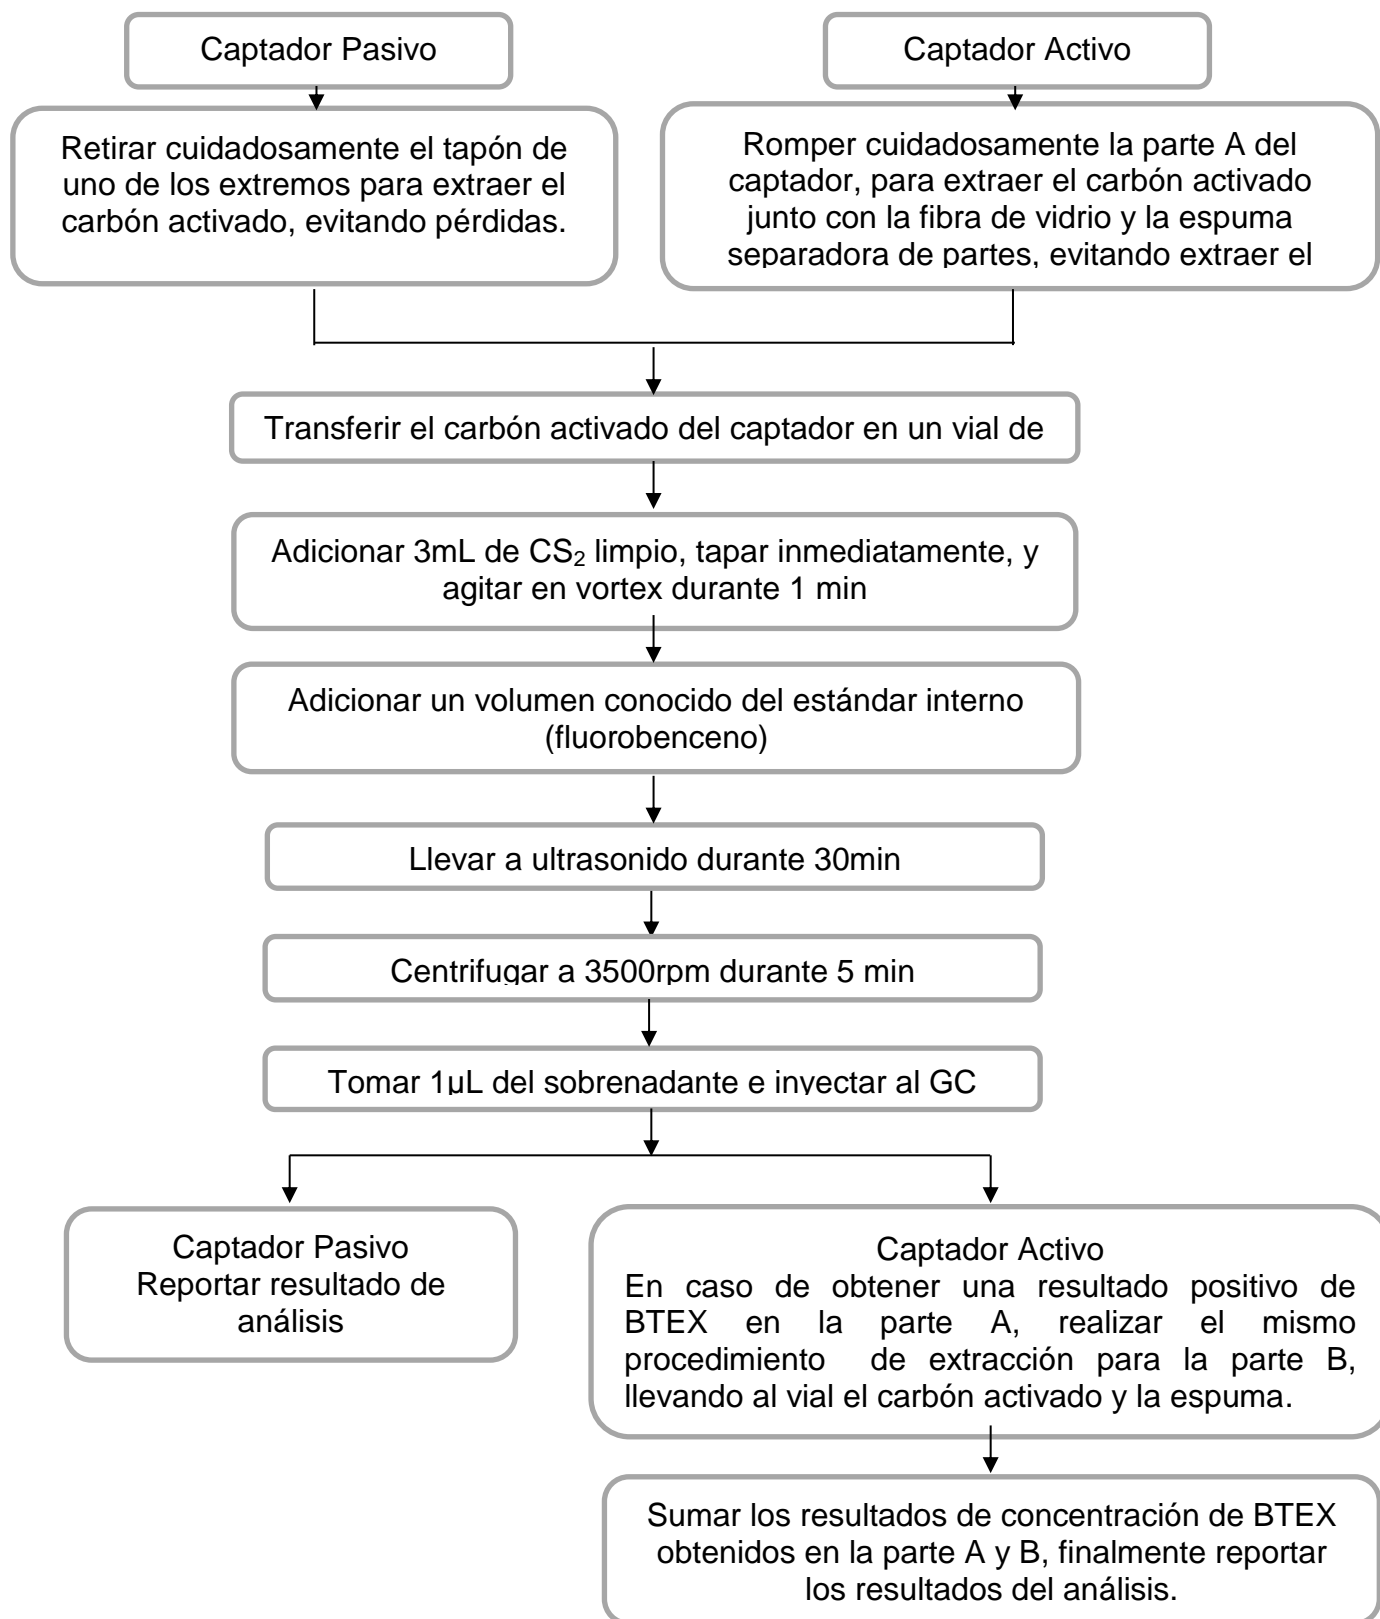 Captador Pasivo
Captador Activo
Retirar cuidadosamente el tapón de
uno de los extremos para extraer el
carbón activado, evitando pérdidas.
Romper cuidadosamente la parte A del
captador, para extraer el carbón activado
junto con la fibra de vidrio y la espuma
separadora de partes, evitando extraer el
Transferir el carbón activado del captador en un vial de
Adicionar 3mL de CS₂ limpio, tapar inmediatamente, y
agitar en vortex durante 1 min
Adicionar un volumen conocido del estándar interno
(fluorobenceno)
Llevar a ultrasonido durante 30min
Centrifugar a 3500rpm durante 5 min
Tomar 1µL del sobrenadante e inyectar al GC
Captador Pasivo
Reportar resultado de
análisis
Captador Activo
En caso de obtener una resultado positivo de
BTEX en la parte A, realizar el mismo
procedimiento de extracción para la parte B,
llevando al vial el carbón activado y la espuma.
Sumar los resultados de concentración de BTEX
obtenidos en la parte A y B, finalmente reportar
los resultados del análisis.